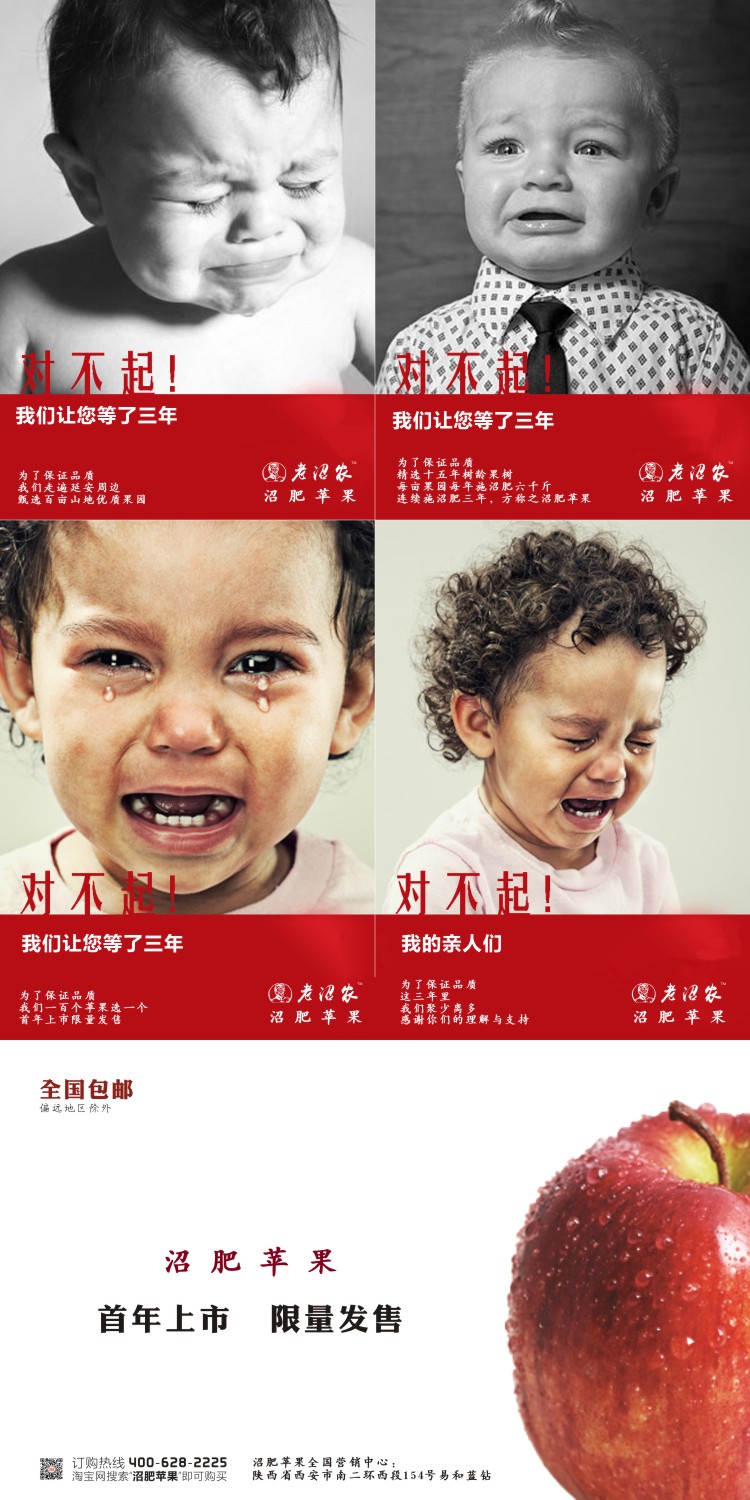 对不起!
我们让您等了三年
为了保证品质
我们走遍延安周边
甄选百亩山地优质果园
老沼农
TM
沼肥苹果
对不起!
我们让您等了三年
为了保证品质
精选十五年树龄果树
每亩果园每年施沼肥六千斤
连续施沼肥三年，方称之沼肥苹果
老沼农
TM
沼肥苹果
对不起!
我们让您等了三年
为了保证品质
我们一百个苹果选一个
首年上市限量发售
老沼农
TM
沼肥苹果
对不起!
我的亲人们
为了保证品质
这三年里
我们聚少离多
感谢你们的理解与支持
老沼农
TM
沼肥苹果
全国包邮
偏远地区除外
沼肥苹果
首年上市 限量发售
订购热线 400-628-2225
淘宝网搜索“沼肥苹果”即可购买
沼肥苹果全国营销中心：
陕西省西安市南二环西段154号易和蓝钻